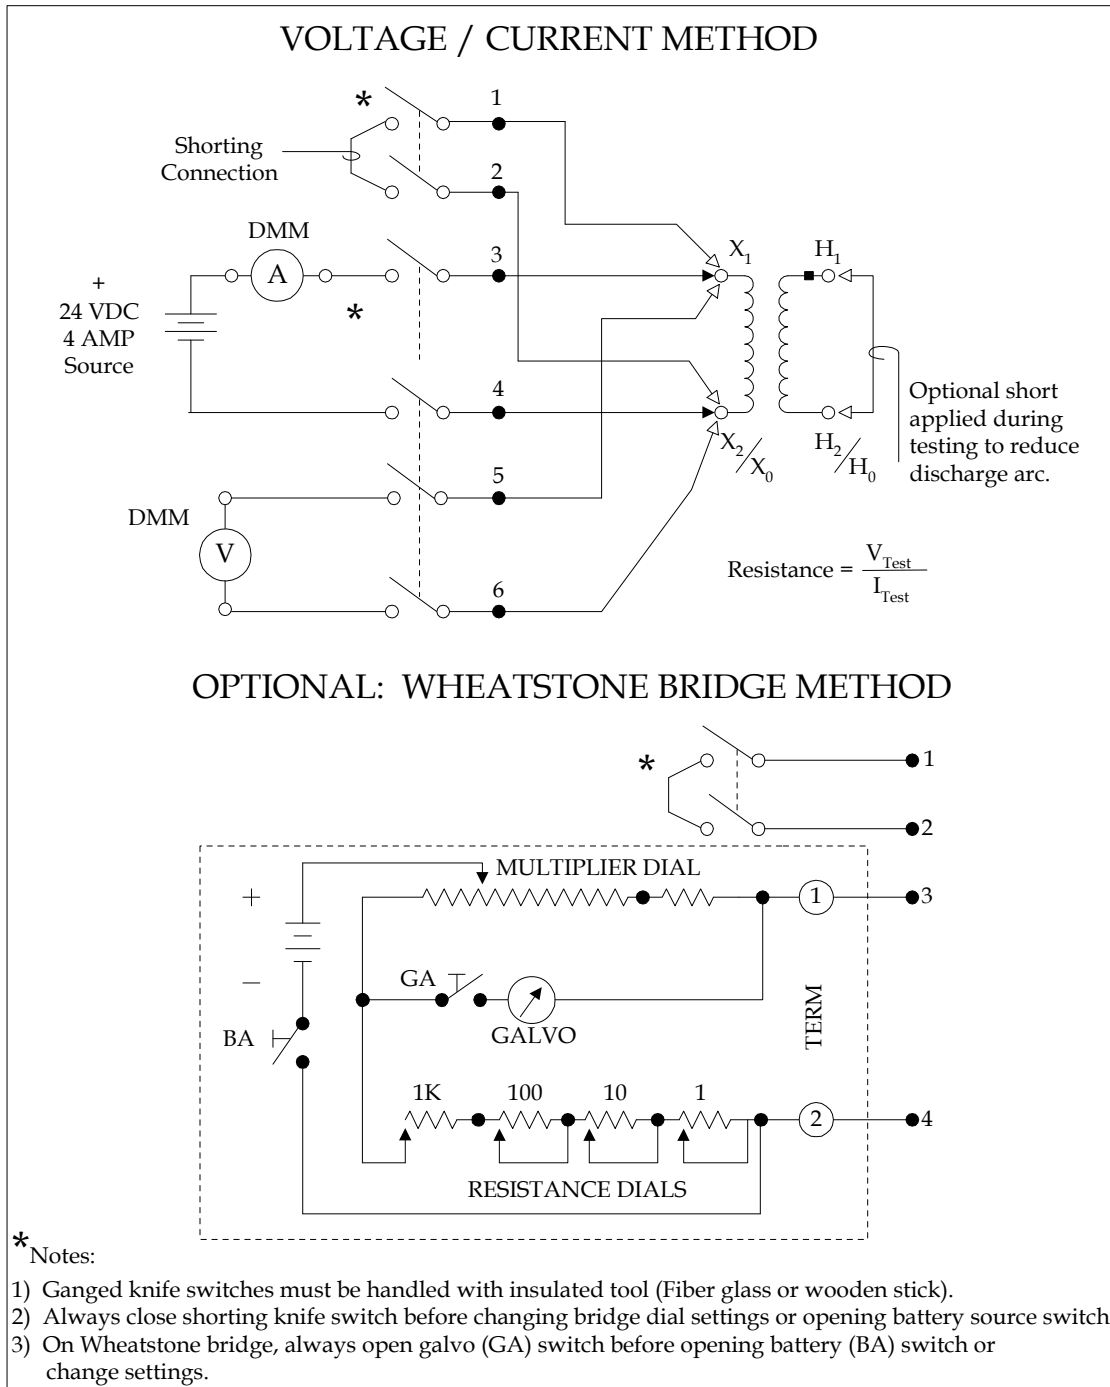 VOLTAGE / CURRENT METHOD
* 1
Shorting
Connection
2
DMM
3
X1
H1
A
+
24 VDC
4 AMP
Source
*
4
Optional short
applied during
testing to reduce
discharge arc.
X2/X0
H2/H0
5
DMM
V
Resistance = VTest
ITest
6
OPTIONAL: WHEATSTONE BRIDGE METHOD
*
1
2
MULTIPLIER DIAL
+
1
3
GA
−
GALVO
TERM
BA
1K 100 10 1
2
4
RESISTANCE DIALS
*Notes:
1) Ganged knife switches must be handled with insulated tool (Fiber glass or wooden stick).
2) Always close shorting knife switch before changing bridge dial settings or opening battery source switch
3) On Wheatstone bridge, always open galvo (GA) switch before opening battery (BA) switch or
change settings.